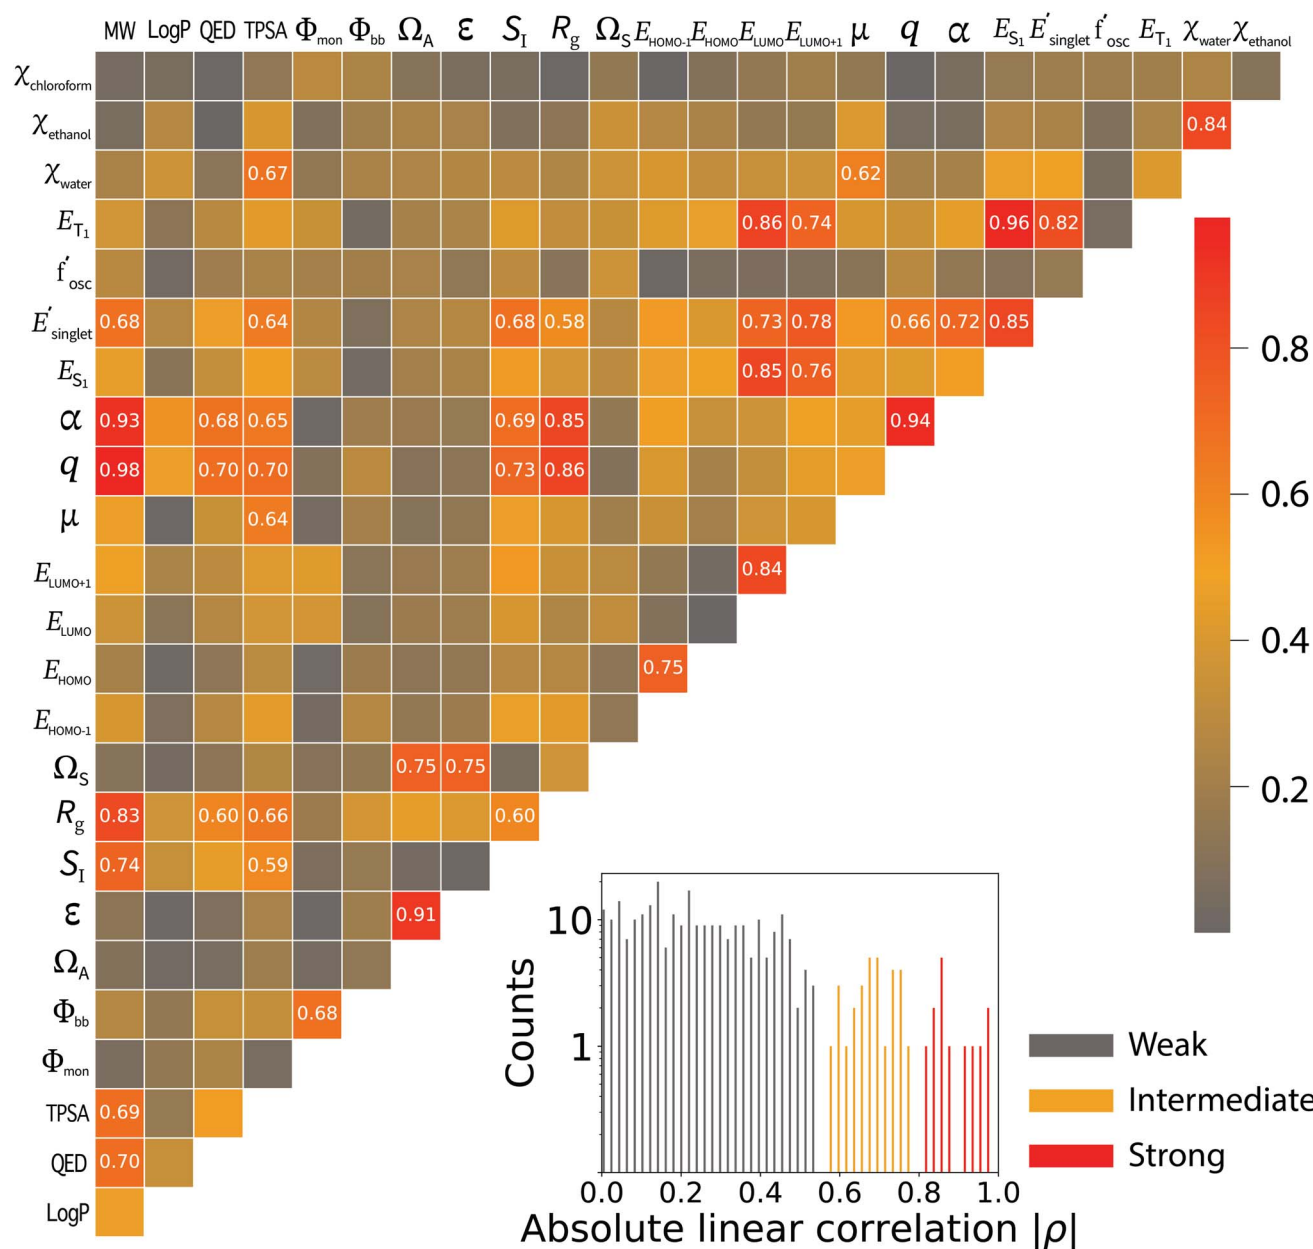 MW LogP QED TPSA Φmon Φbb ΩA ε SI Rg ΩS EHOMO-1 EHOMO ELUMO ELUMO+1 μ q α ES1 E'singlet f'osc ET1 χwater χethanol
χchloroform
χethanol 0.84
χwater 0.67 0.62
ET1 0.86 0.74 0.96 0.82
f'osc
E'singlet 0.68 0.64 0.68 0.58 0.73 0.78 0.66 0.72 0.85
ES1 0.85 0.76
α 0.93 0.68 0.65 0.69 0.85 0.94
q 0.98 0.70 0.70 0.73 0.86
μ 0.64
ELUMO+1 0.84
ELUMO
EHOMO 0.75
EHOMO-1
ΩS 0.75 0.75
Rg 0.83 0.60 0.66 0.60
SI 0.74 0.59
ε 0.91
ΩA
Φbb 0.68
Φmon
TPSA 0.69
QED 0.70
LogP
0.8
0.6
0.4
0.2
Counts
10
1
0.0 0.2 0.4 0.6 0.8 1.0
Absolute linear correlation |ρ|
Weak
Intermediate
Strong